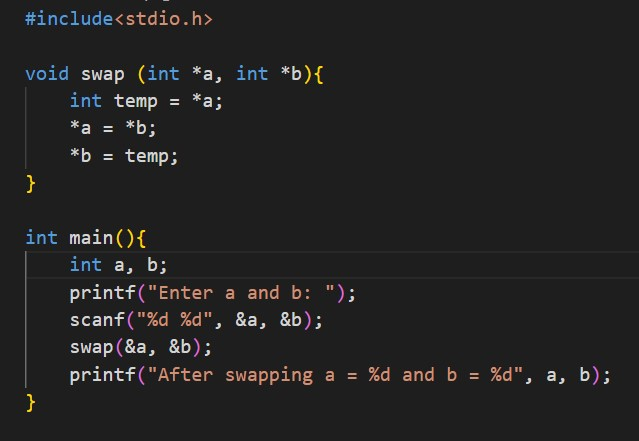 #include<stdio.h>
void swap (int *a, int *b){
    int temp = *a;
    *a = *b;
    *b = temp;
}
int main(){
    int a, b;
    printf("Enter a and b: ");
    scanf("%d %d", &a, &b);
    swap(&a, &b);
    printf("After swapping a = %d and b = %d", a, b);
}